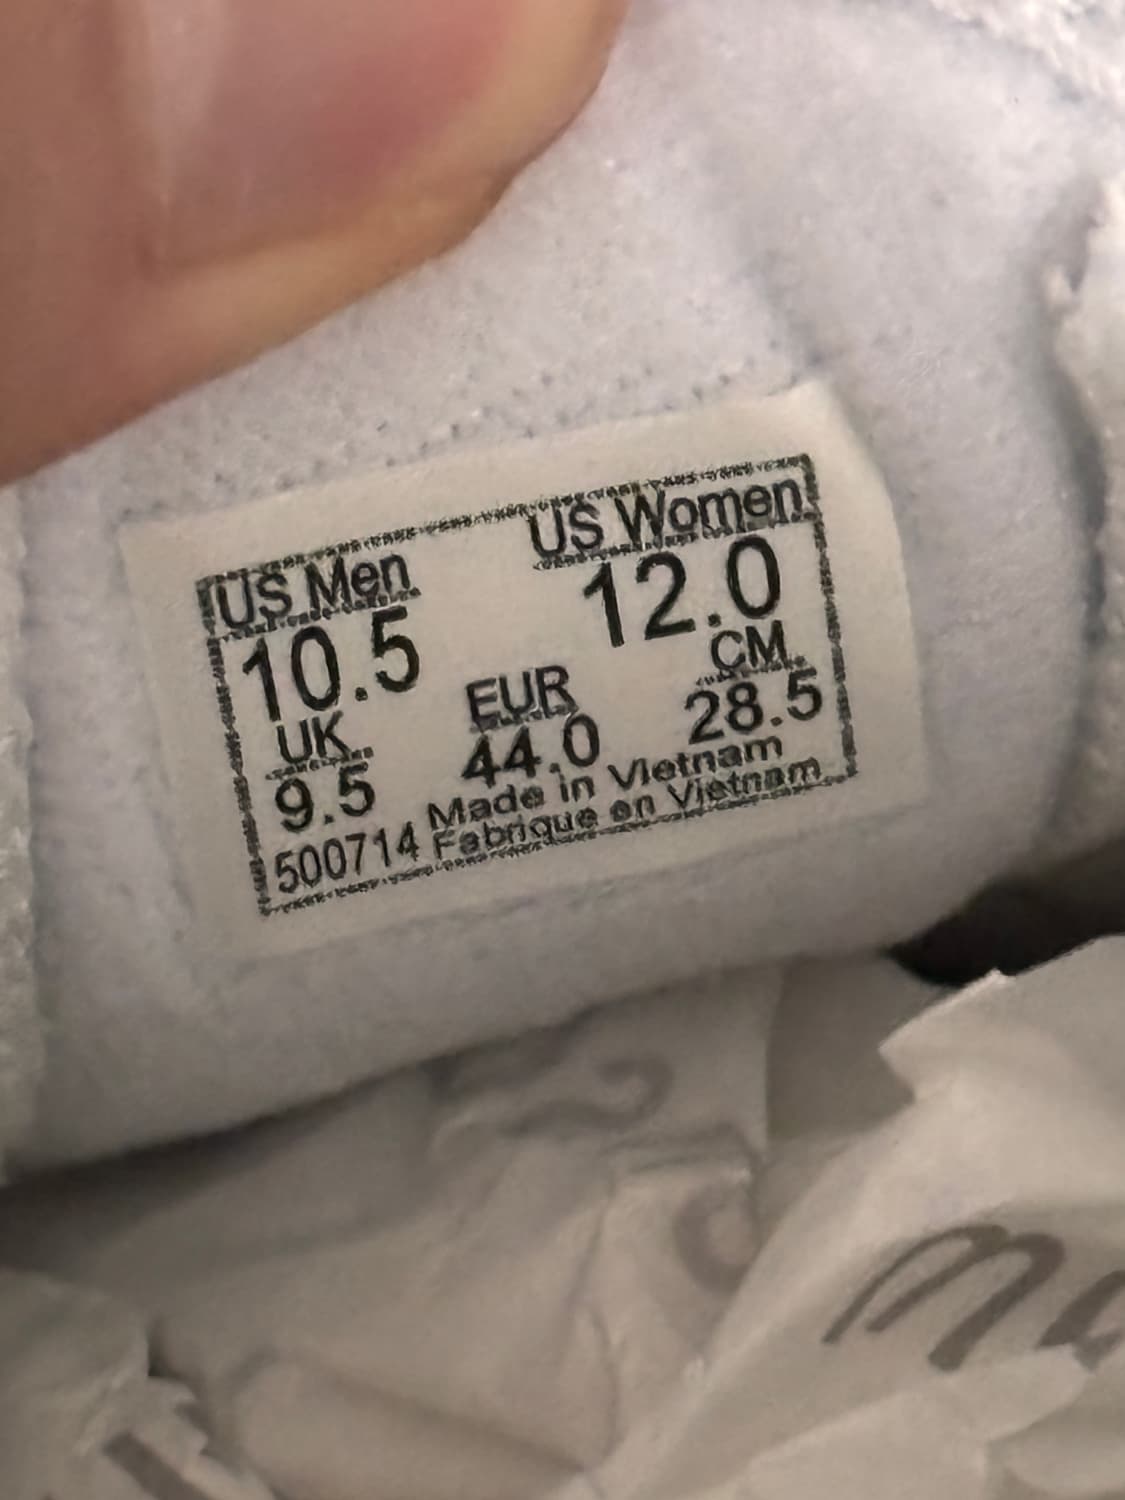 US Men US Women
10.5 12.0
UK EUR CM
9.5 44.0 28.5
Made in Vietnam
500714 Fabrique en Vietnam